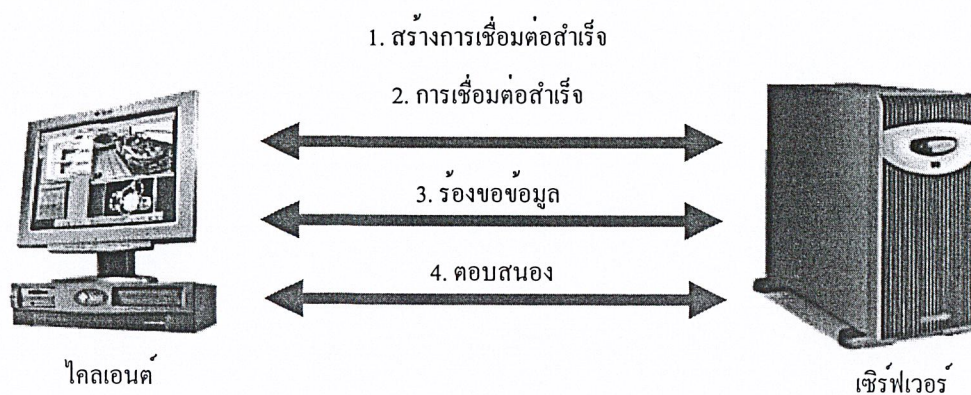 1. สร้างการเชื่อมต่อสำเร็จ
2. การเชื่อมต่อสำเร็จ
3. ร้องขอข้อมูล
4. ตอบสนอง
ไคลเอนต์
เซิร์ฟเวอร์